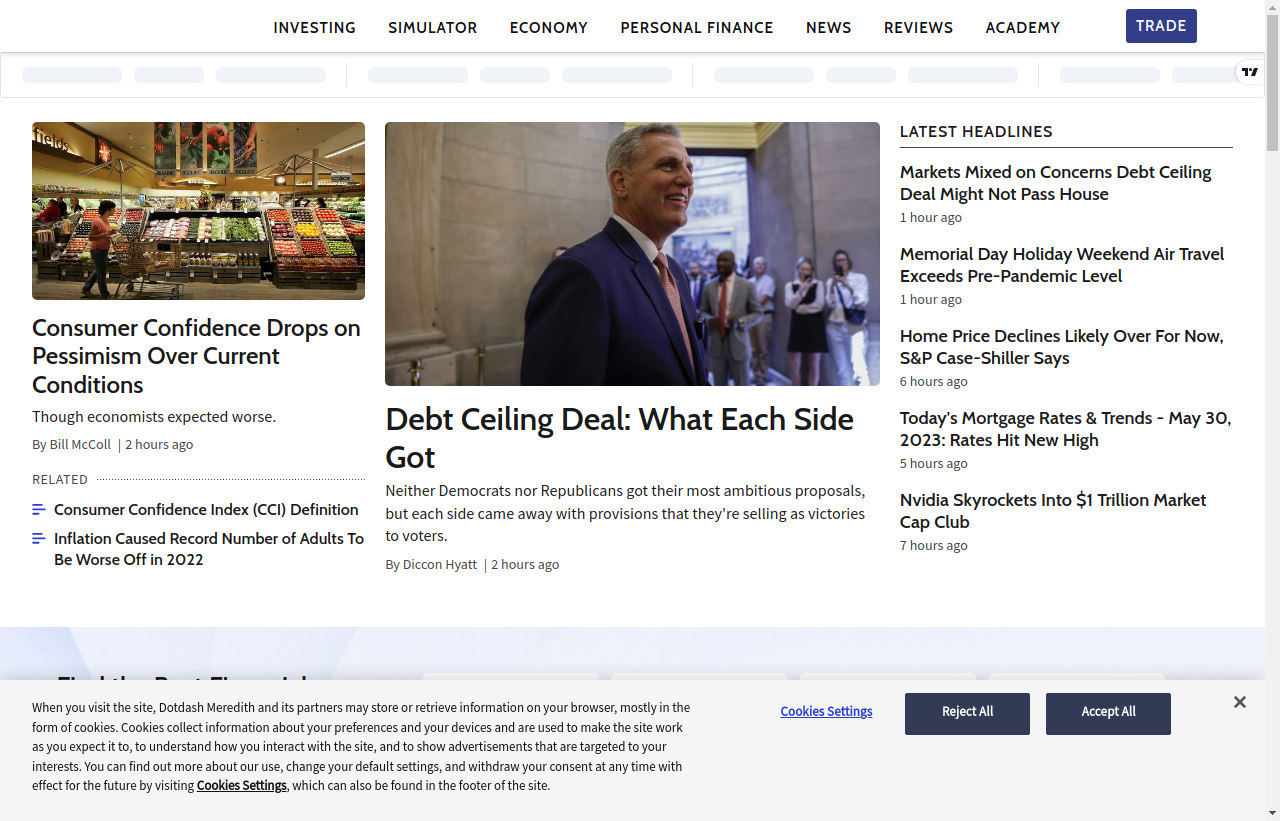 INVESTING SIMULATOR ECONOMY PERSONAL FINANCE NEWS REVIEWS ACADEMY TRADE
fields
ORGANIC
Consumer Confidence Drops on
Pessimism Over Current
Conditions
Though economists expected worse.
By Bill McColl | 2 hours ago
RELATED
Consumer Confidence Index (CCI) Definition
Inflation Caused Record Number of Adults To
Be Worse Off in 2022
Debt Ceiling Deal: What Each Side
Got
Neither Democrats nor Republicans got their most ambitious proposals,
but each side came away with provisions that they're selling as victories
to voters.
By Diccon Hyatt | 2 hours ago
LATEST HEADLINES
Markets Mixed on Concerns Debt Ceiling
Deal Might Not Pass House
1 hour ago
Memorial Day Holiday Weekend Air Travel
Exceeds Pre-Pandemic Level
1 hour ago
Home Price Declines Likely Over For Now,
S&P Case-Shiller Says
6 hours ago
Today's Mortgage Rates & Trends - May 30,
2023: Rates Hit New High
5 hours ago
Nvidia Skyrockets Into $1 Trillion Market
Cap Club
7 hours ago
Find the Best Financial
When you visit the site, Dotdash Meredith and its partners may store or retrieve information on your browser, mostly in the
form of cookies. Cookies collect information about your preferences and your devices and are used to make the site work
as you expect it to, to understand how you interact with the site, and to show advertisements that are targeted to your
interests. You can find out more about our use, change your default settings, and withdraw your consent at any time with
effect for the future by visiting Cookies Settings, which can also be found in the footer of the site.
Cookies Settings
Reject All
Accept All